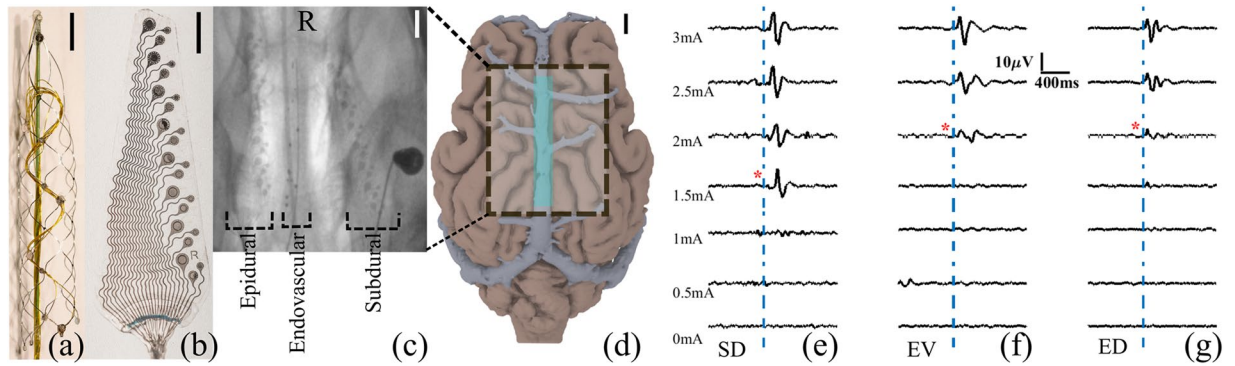 R
Epidural
Endovascular
Subdural
R
(a)
(b)
(c)
(d)
3mA
2.5mA
2mA
*
1.5mA
1mA
0.5mA
0mA
SD
(e)
*
EV
(f)
10μV
400ms
*
ED
(g)